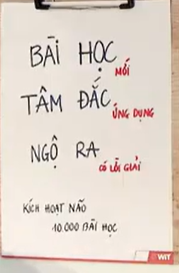 BÀI HỌC
MỚI
TÂM ĐẮC
ỨNG DỤNG
NGỘ RA
CÓ LỜI GIẢI
KÍCH HOẠT NÃO
10.000 BÀI HỌC
WIT